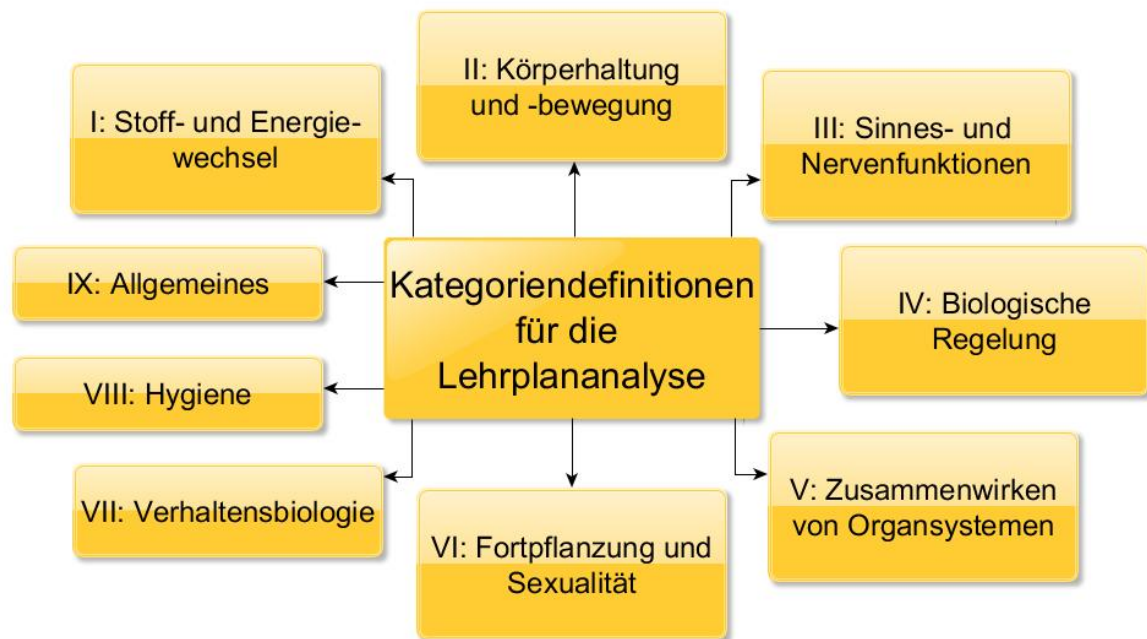 II: Körperhaltung
und -bewegung
I: Stoff- und Energie-
wechsel
III: Sinnes- und
Nervenfunktionen
Kategoriendefinitionen
für die
Lehrplananalyse
IX: Allgemeines
IV: Biologische
Regelung
VIII: Hygiene
VII: Verhaltensbiologie
VI: Fortpflanzung und
Sexualität
V: Zusammenwirken
von Organsystemen